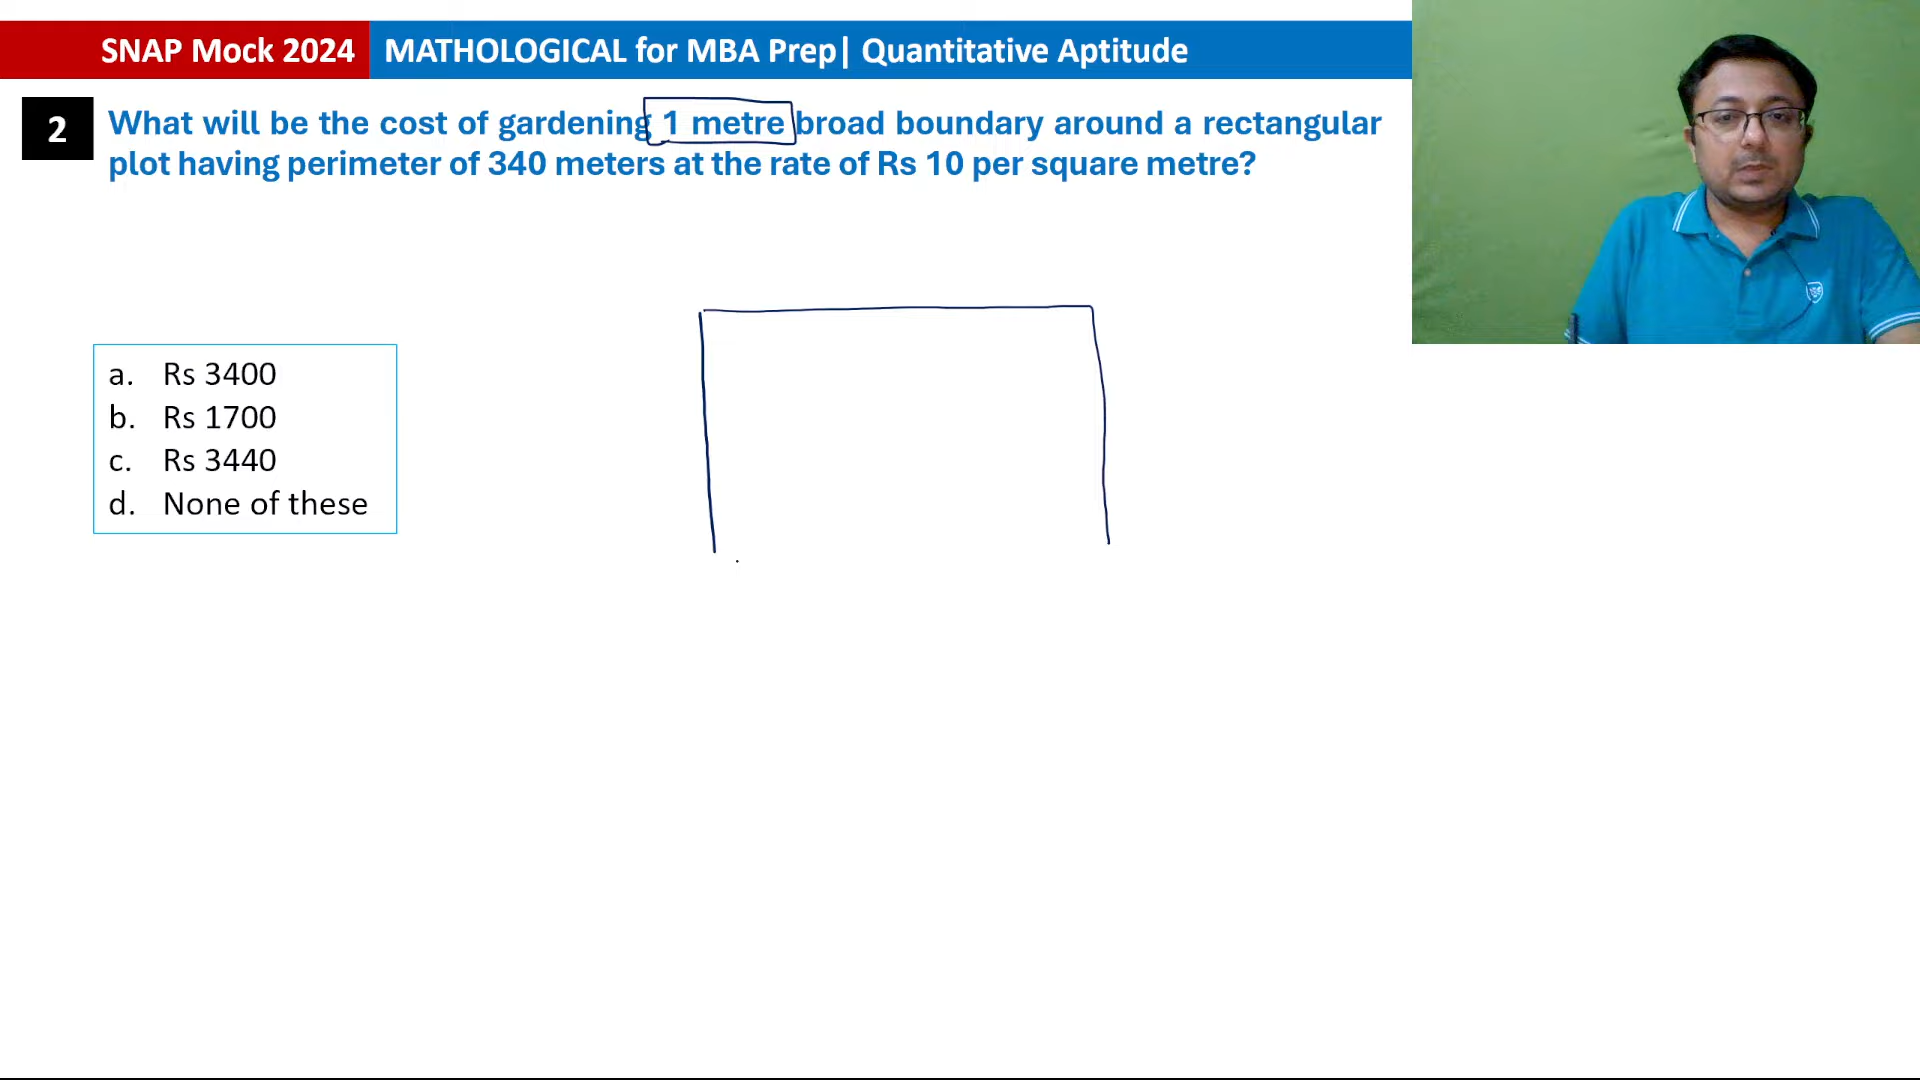 SNAP Mock 2024 MATHOLOGICAL for MBA Prep| Quantitative Aptitude
2 What will be the cost of gardening 1 metre broad boundary around a rectangular
plot having perimeter of 340 meters at the rate of Rs 10 per square metre?
a. Rs 3400
b. Rs 1700
c. Rs 3440
d. None of these